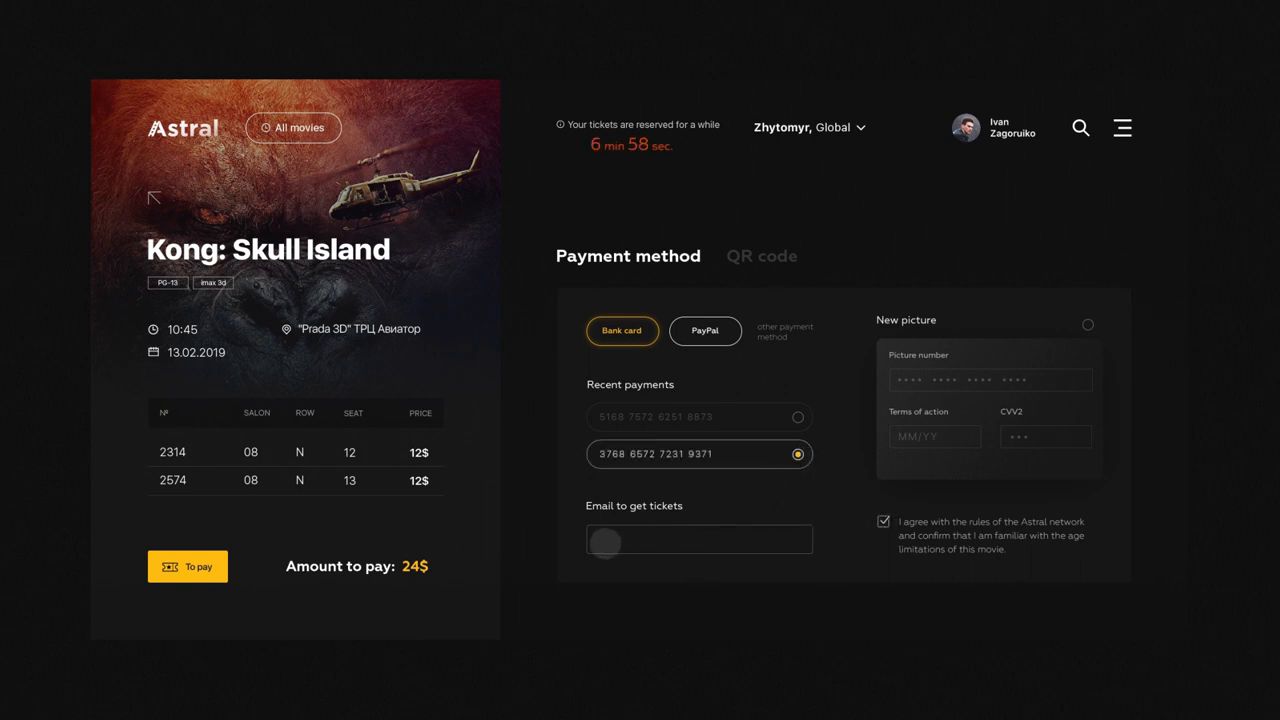 Astral
All movies
Kong: Skull Island
PG-13
imax 3d
10:45
"Prada 3D" ТРЦ Авиатор
13.02.2019
№ SALON ROW SEAT PRICE
2314 08 N 12 12$
2574 08 N 13 12$
To pay
Amount to pay: 24$
Your tickets are reserved for a while
6 min 58 sec.
Zhytomyr, Global
Ivan
Zagoruiko
Payment method
QR code
Bank card
PayPal
other payment
method
Recent payments
5168 7572 6251 8873
3768 6572 7231 9371
Email to get tickets
New picture
Picture number
•••• •••• •••• ••••
Terms of action
CVV2
MM/YY
•••
I agree with the rules of the Astral network
and confirm that I am familiar with the age
limitations of this movie.